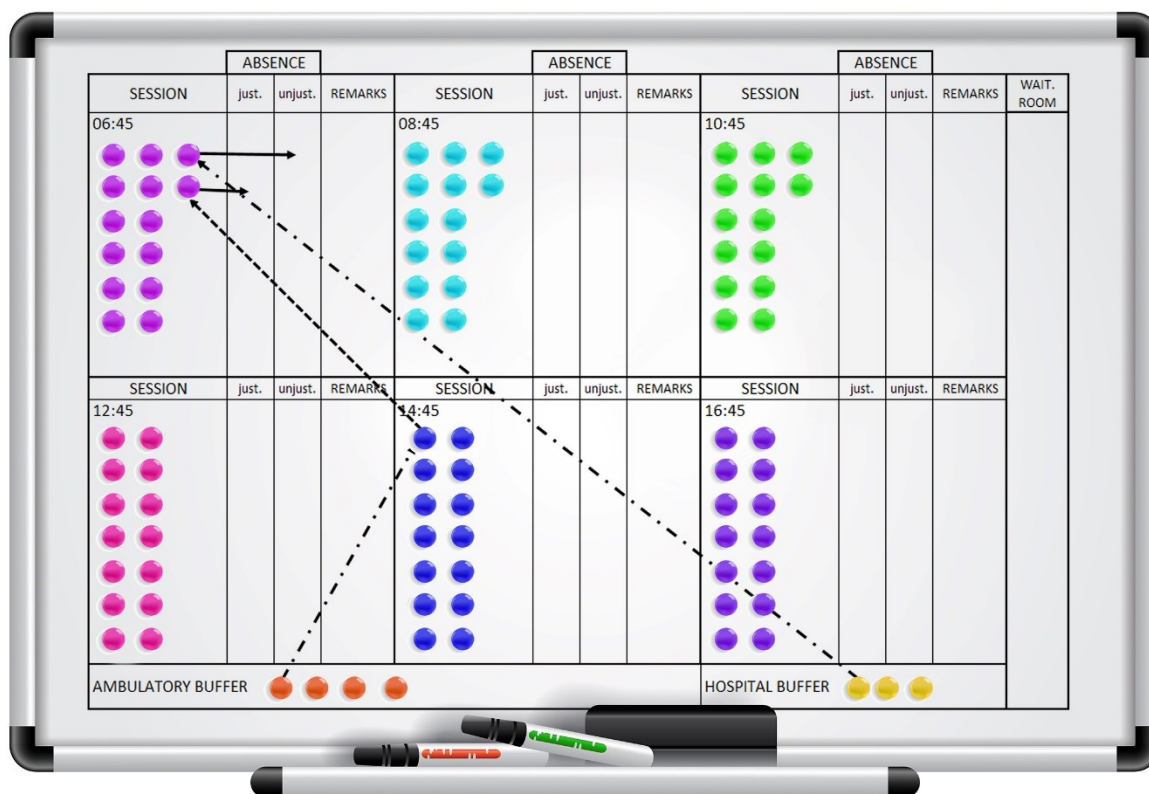 ABSENCE ABSENCE ABSENCE
SESSION just. unjust. REMARKS SESSION just. unjust. REMARKS SESSION just. unjust. REMARKS WAIT.
ROOM
06:45 08:45 10:45
SESSION just. unjust. REMARKS SESSION just. unjust. REMARKS SESSION just. unjust. REMARKS
12:45 14:45 16:45
AMBULATORY BUFFER HOSPITAL BUFFER